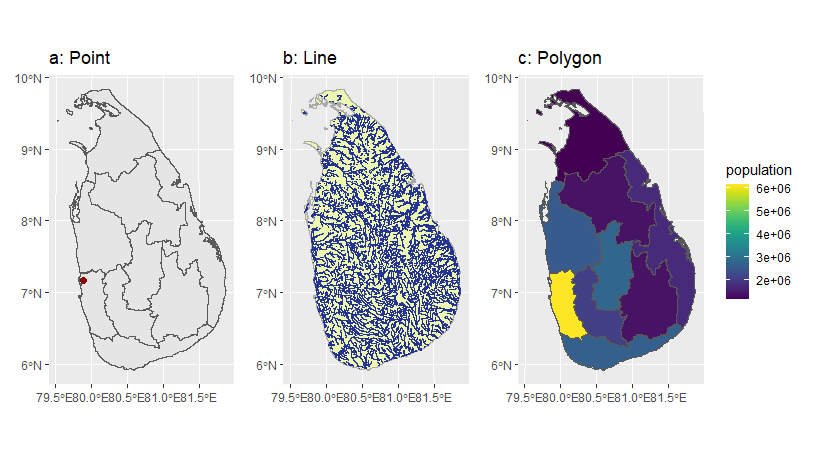 a: Point
b: Line
c: Polygon
10°N
9°N
8°N
7°N
6°N
79.5°E80.0°E80.5°E81.0°E81.5°E
10°N
9°N
8°N
7°N
6°N
79.5°E80.0°E80.5°E81.0°E81.5°E
10°N
9°N
8°N
7°N
6°N
79.5°E80.0°E80.5°E81.0°E81.5°E
population
6e+06
5e+06
4e+06
3e+06
2e+06